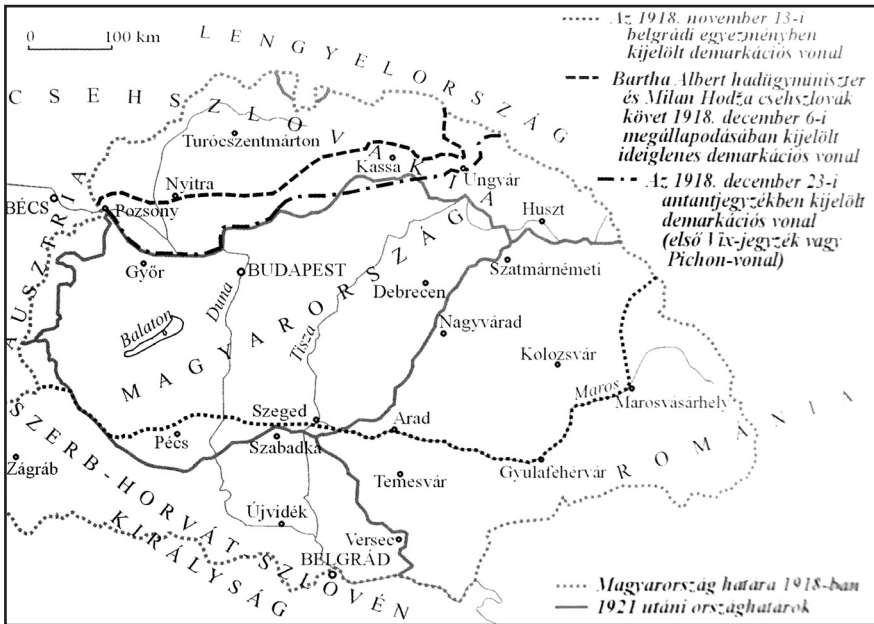 0 100 km
LENGYELORSZÁG
Az 1918. november 13-i
belgrádi egyezményben
kijelölt demarkációs vonal
Bartha Albert hadügyminiszter
és Milan Hodža csehszlovák
követ 1918. december 6-i
megállapodásában kijelölt
ideiglenes demarkációs vonal
Az 1918. december 23-i
antantjegyzékben kijelölt
demarkációs vonal
(első Vix-jegyzék vagy
Pichon-vonal)
CSEHSZLOVÁKIA
Turócszentmárton
Kassa
Ungvár
Nyitra
BÉCS
Pozsony
AUSZTRIA
Huszt
Győr
BUDAPEST
Szatmárnémeti
Duna
Debrecen
Tisza
Balaton
Nagyvárad
MAGYARORSZÁG
Kolozsvár
Maros
Marosvásárhely
Szeged
Arad
Pécs
Szabadka
Zágráb
Gyulafehérvár
ROMÁNIA
Temesvár
Újvidék
Versec
BELGRÁD
SZERB-HORVÁT-SZLOVÉN
KIRÁLYSÁG
Magyarország határa 1918-ban
1921 utáni országhatárok